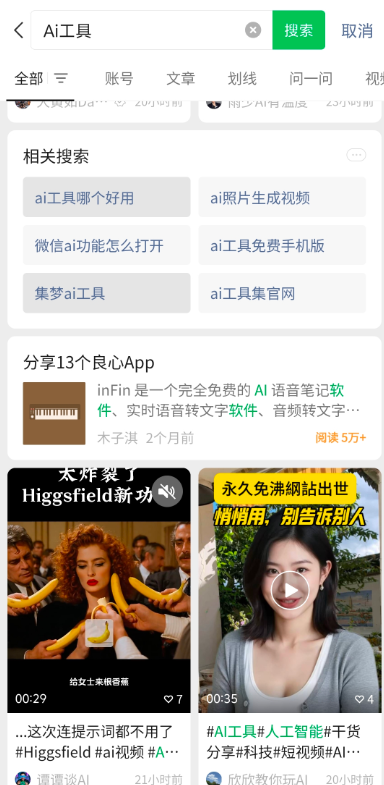 Ai工具
搜索
取消
全部
账号
文章
划线
问一问
视频
20小时前
23小时前
相关搜索
ai工具哪个好用
ai照片生成视频
微信ai功能怎么打开
ai工具免费手机版
集梦ai工具
ai工具集官网
分享13个良心App
inFin 是一个完全免费的 AI 语音笔记软
件、实时语音转文字软件、音频转文字…
木子淇 2个月前
阅读 5万+
太炸裂了
Higgsfield新功
给女士来根香蕉
00:29
7
...这次连提示词都不用了
#Higgsfield #ai视频 #A…
谭谭谈AI
21小时前
永久免沸網站出世
悄悄用，别告诉别人
00:35
4
#AI工具#人工智能#干货
分享#科技#短视频#AI…
欣欣教你玩AI
20小时前